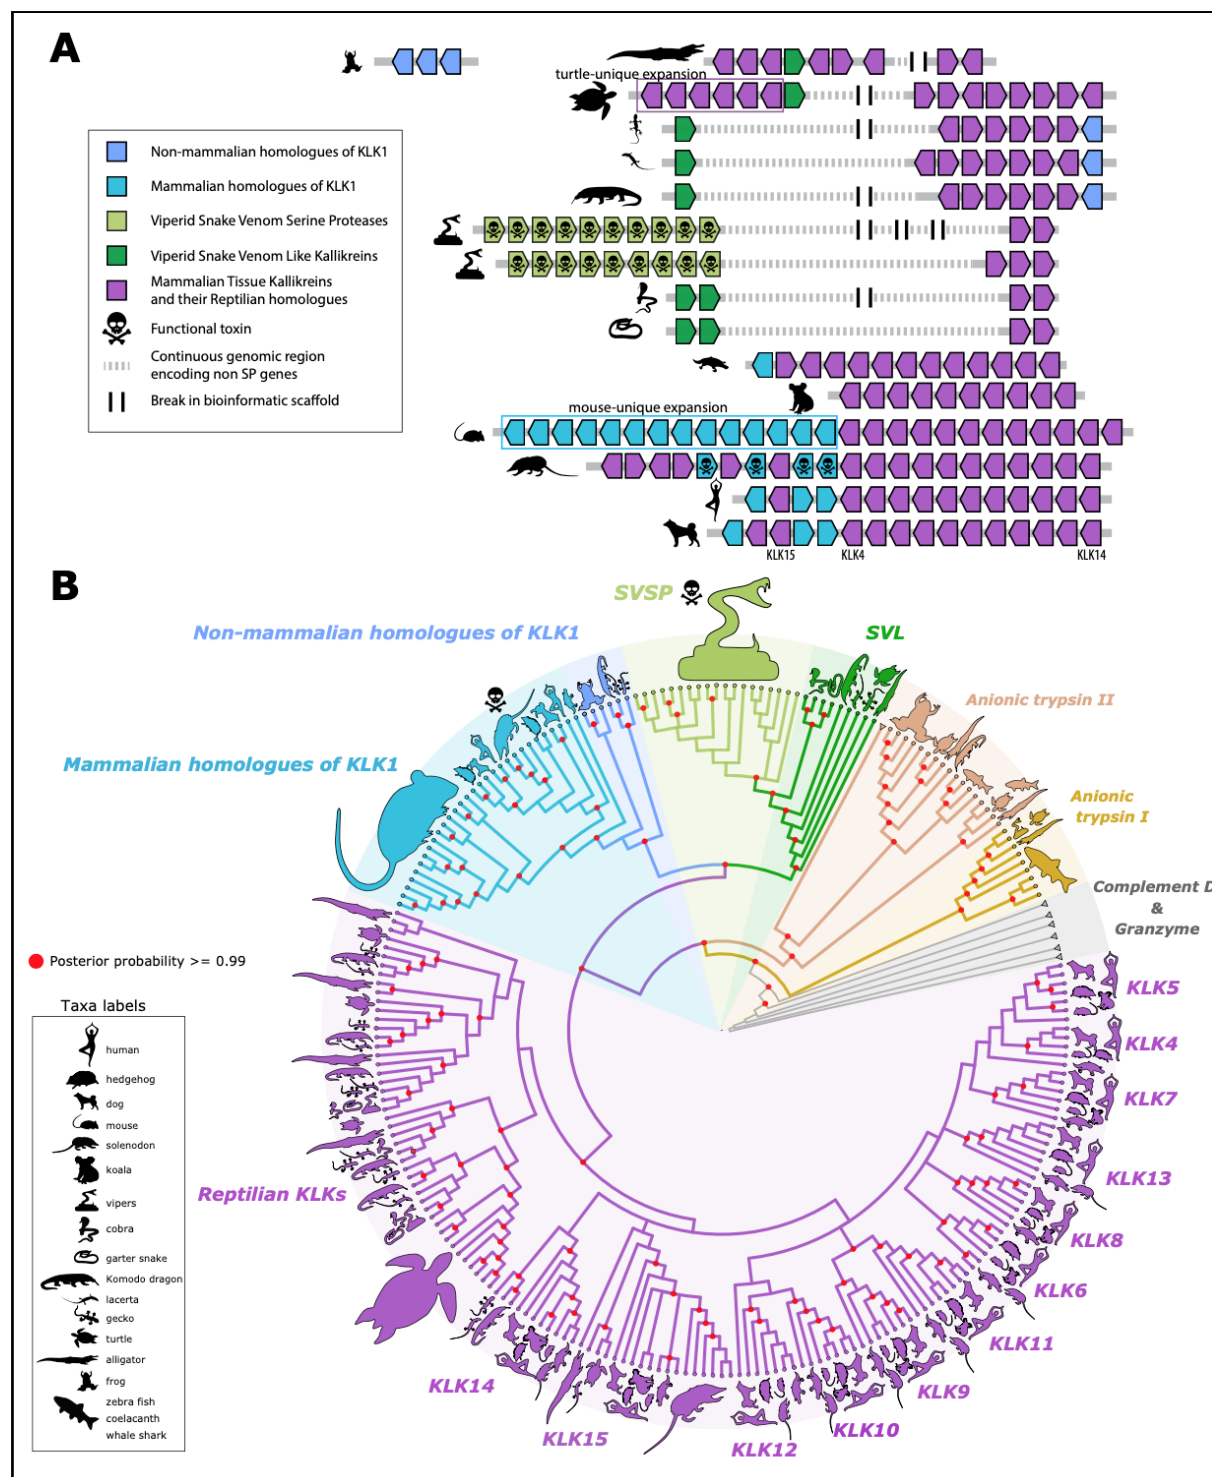 A
turtle-unique expansion
Non-mammalian homologues of KLK1
Mammalian homologues of KLK1
Viperid Snake Venom Serine Proteases
Viperid Snake Venom Like Kallikreins
Mammalian Tissue Kallikreins
and their Reptilian homologues
Functional toxin
Continuous genomic region
encoding non SP genes
Break in bioinformatic scaffold
mouse-unique expansion
KLK15
KLK4
KLK14
B
SVSP
Non-mammalian homologues of KLK1
SVL
Anionic trypsin II
Mammalian homologues of KLK1
Anionic
trypsin I
Complement D
&
Granzyme
Posterior probability >= 0.99
KLK5
Taxa labels
KLK4
human
hedgehog
KLK7
dog
mouse
solenodon
koala
KLK13
Reptilian KLKs
vipers
cobra
KLK8
garter snake
Komodo dragon
KLK6
lacerta
gecko
turtle
KLK11
alligator
frog
KLK14
KLK9
zebra fish
coelacanth
whale shark
KLK15
KLK10
KLK12